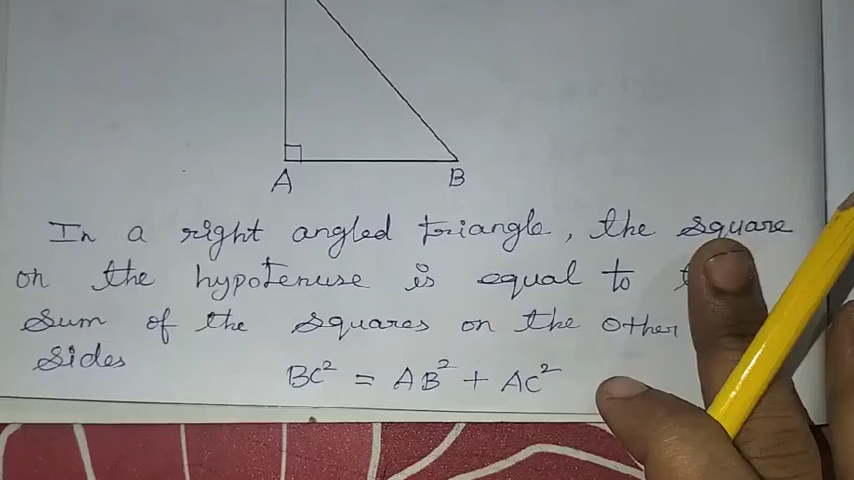 A B
In a right angled triangle, the square
on the hypotenuse is equal to
sum of the squares on the other
sides
BC² = AB² + AC²